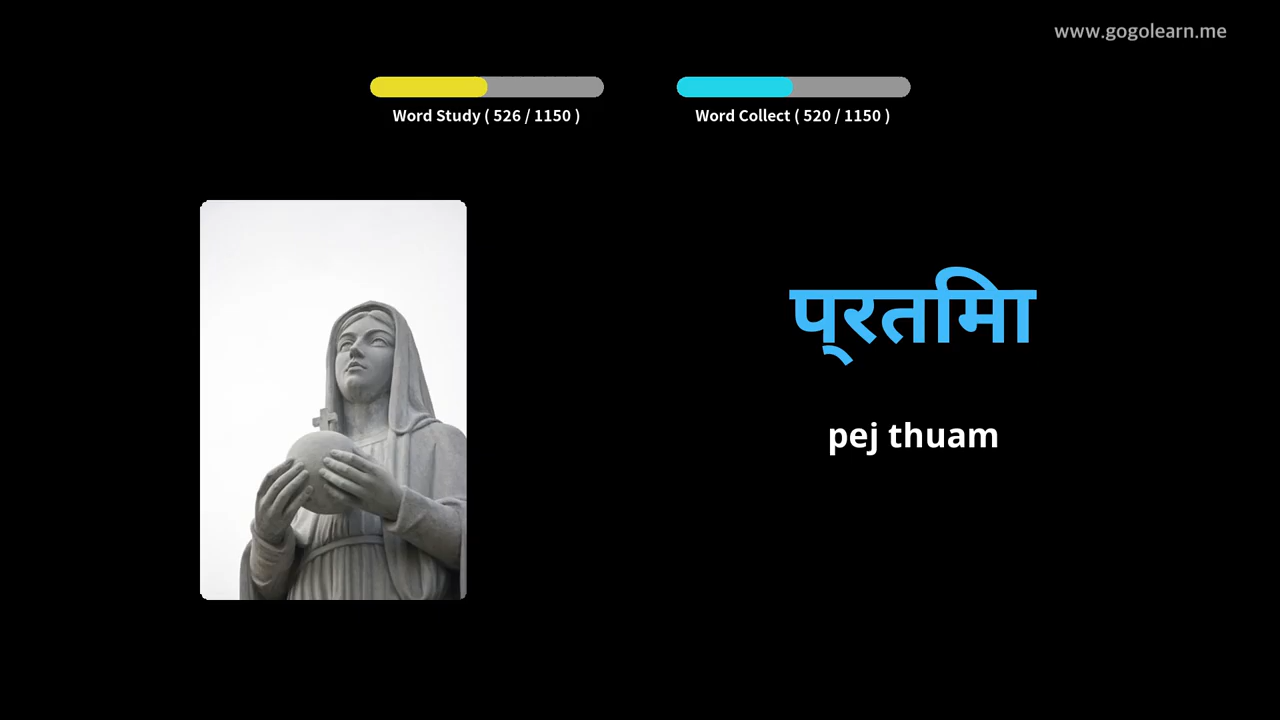 www.gogolearn.me
Word Study ( 526 / 1150 )
Word Collect ( 520 / 1150 )
प्रतिमा
pej thuam